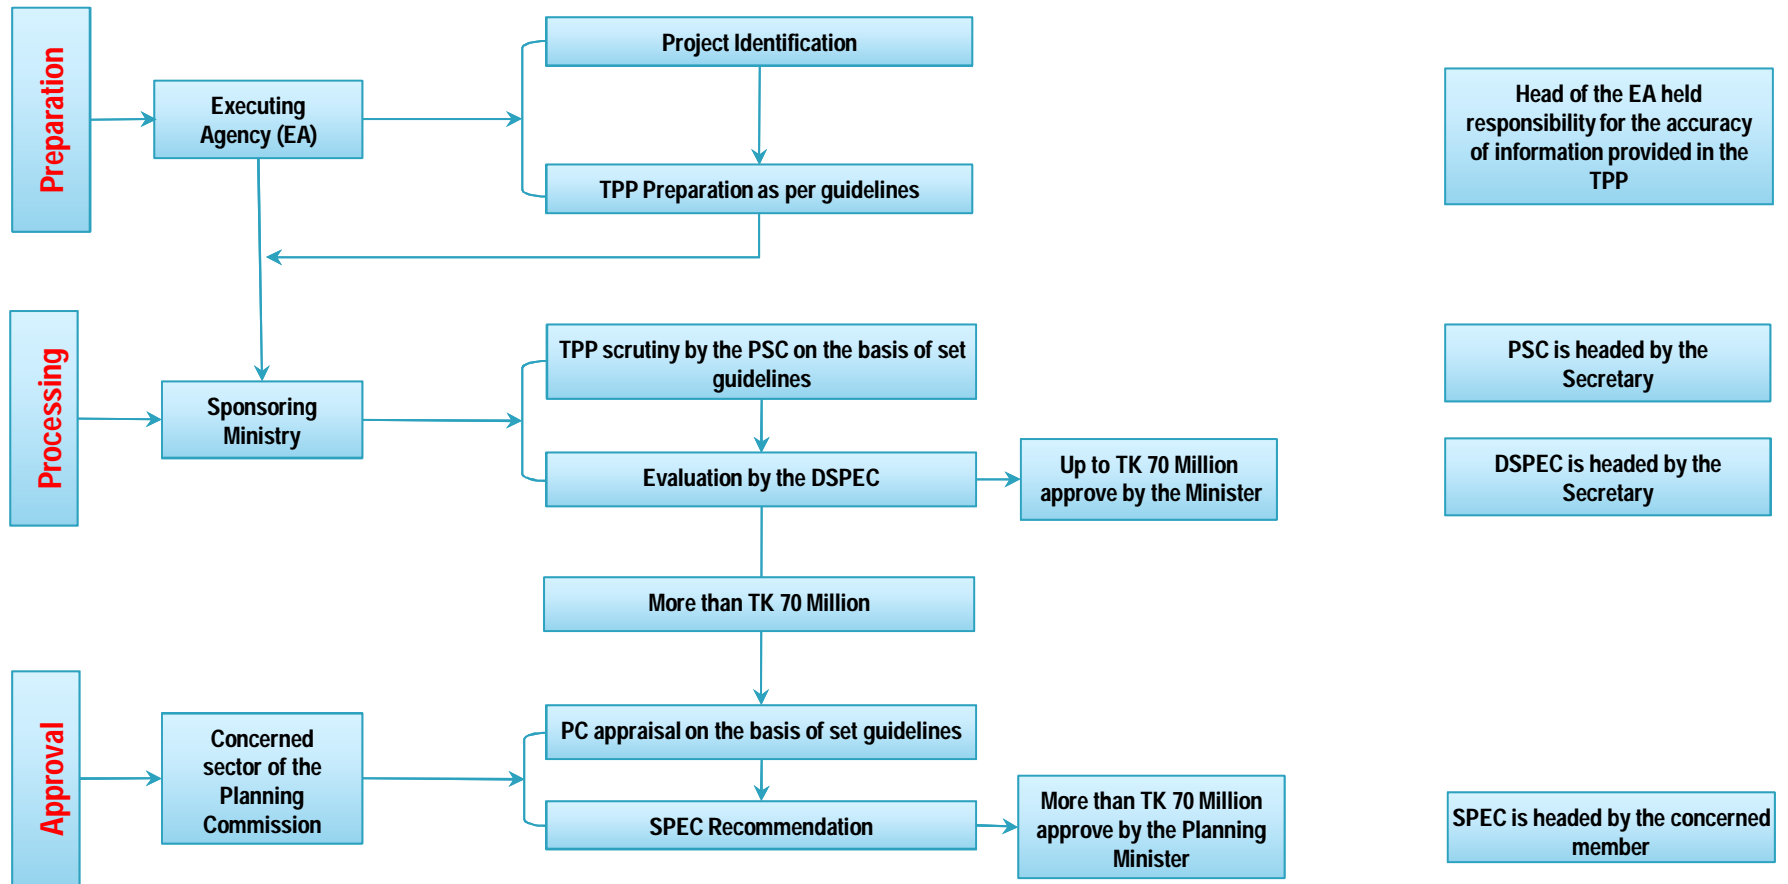 Preparation
Executing
Agency (EA)
Project Identification
TPP Preparation as per guidelines
Head of the EA held
responsibility for the accuracy
of information provided in the
TPP
Processing
Sponsoring
Ministry
TPP scrutiny by the PSC on the basis of set
guidelines
Evaluation by the DSPEC
Up to TK 70 Million
approve by the Minister
PSC is headed by the
Secretary
DSPEC is headed by the
Secretary
More than TK 70 Million
Approval
Concerned
sector of the
Planning
Commission
PC appraisal on the basis of set guidelines
SPEC Recommendation
More than TK 70 Million
approve by the Planning
Minister
SPEC is headed by the concerned
member